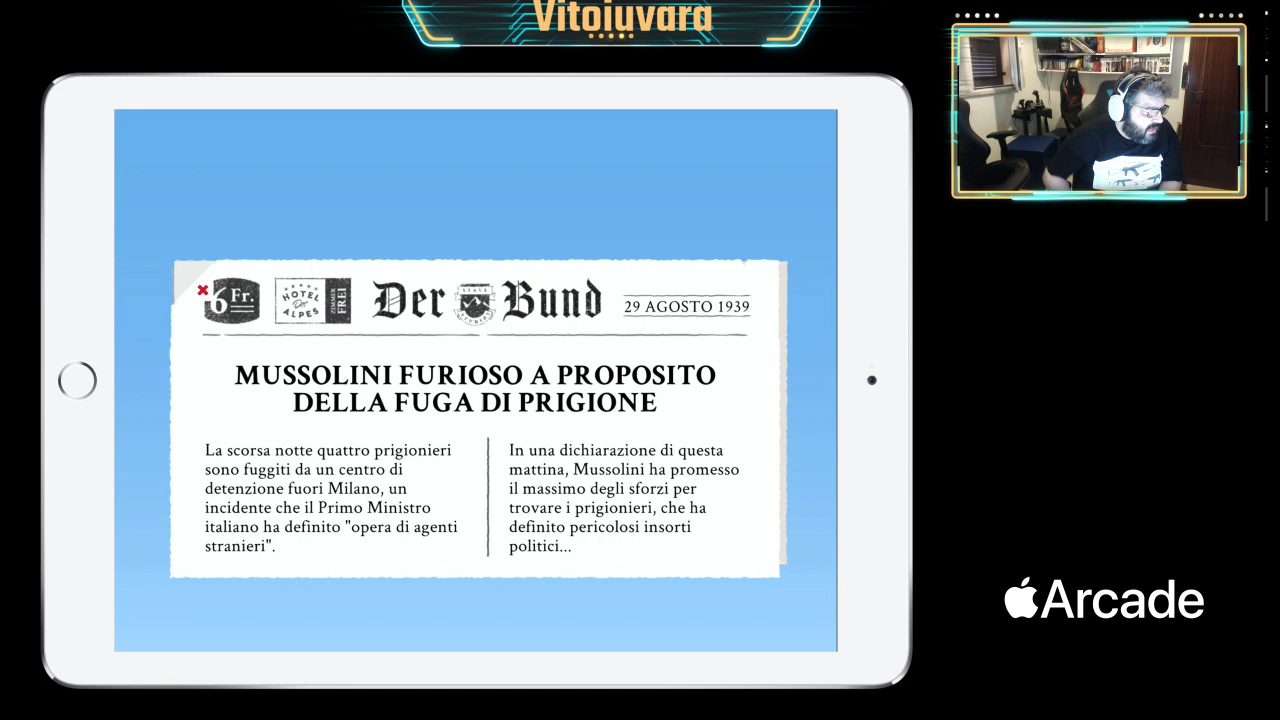 Vitoiuvara
6 Fr.
HOTEL
Der
ALPES
ZIMMER
FREI
Der Bund
29 AGOSTO 1939
MUSSOLINI FURIOSO A PROPOSITO
DELLA FUGA DI PRIGIONE
La scorsa notte quattro prigionieri
sono fuggiti da un centro di
detenzione fuori Milano, un
incidente che il Primo Ministro
italiano ha definito "opera di agenti
stranieri".
In una dichiarazione di questa
mattina, Mussolini ha promesso
il massimo degli sforzi per
trovare i prigionieri, che ha
definito pericolosi insorti
politici...
Arcade